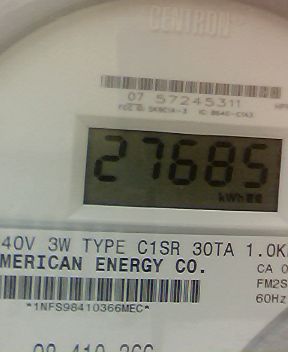 CENTRON
07 57245311
27685
kWh
40V 3W TYPE C1SR 30TA 1.0K
MERICAN ENERGY CO.
CA 0
FM2S
60Hz
*1NFS98410366MEC*